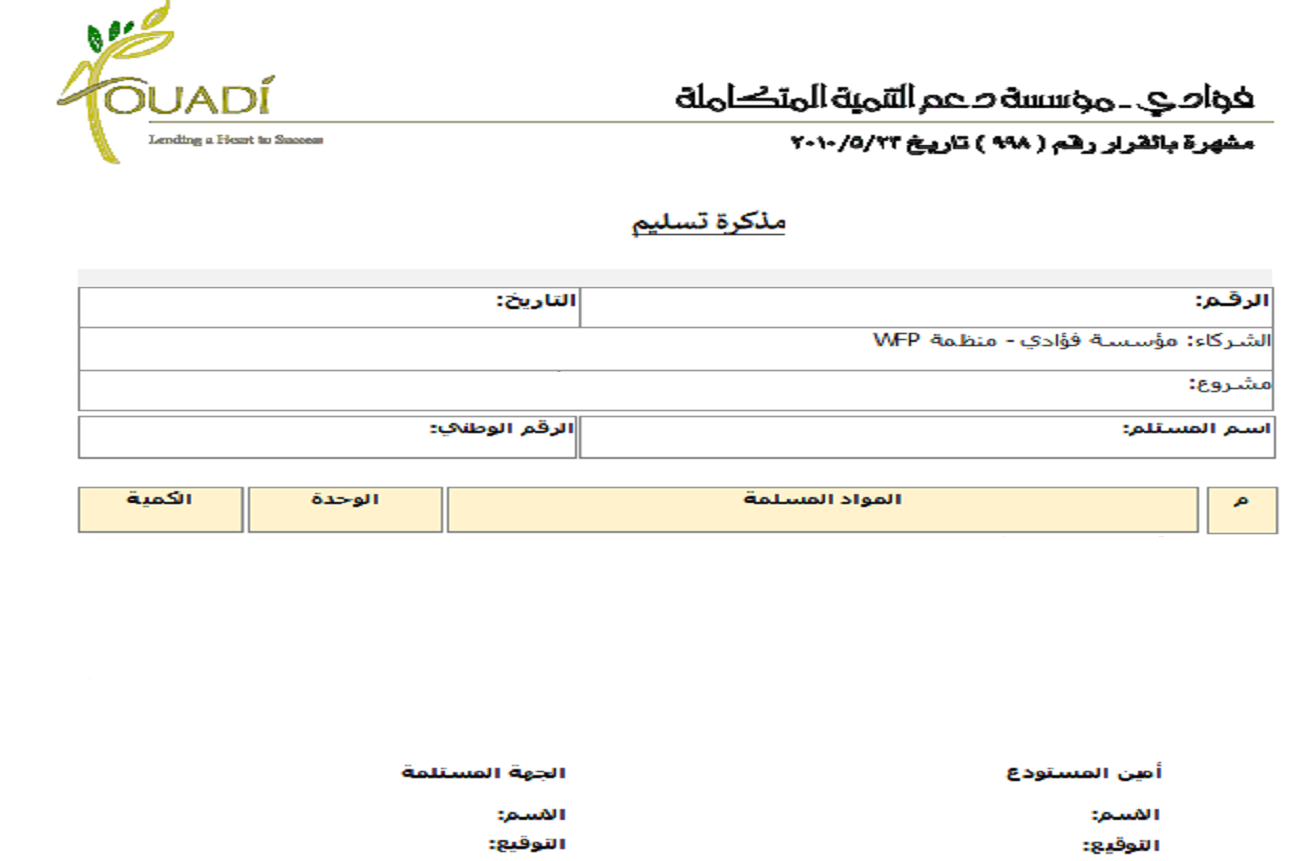 FOUADÍ
Lending a Heart to Success
فؤادي - مؤسسة دعم التنمية المتكاملة
مشهرة بالقرار رقم ( ٩٩٨ ) تاريخ ٢٠١٠/٥/٢٣
مذكرة تسليم
الرقم: التاريخ:
الشركاء: مؤسسة فؤادي - منظمة WFP
مشروع:
اسم المستلم: الرقم الوطني:
م المواد المسلمة الوحدة الكمية
أمين المستودع الجهة المستلمة
الاسم: الاسم:
التوقيع: التوقيع: